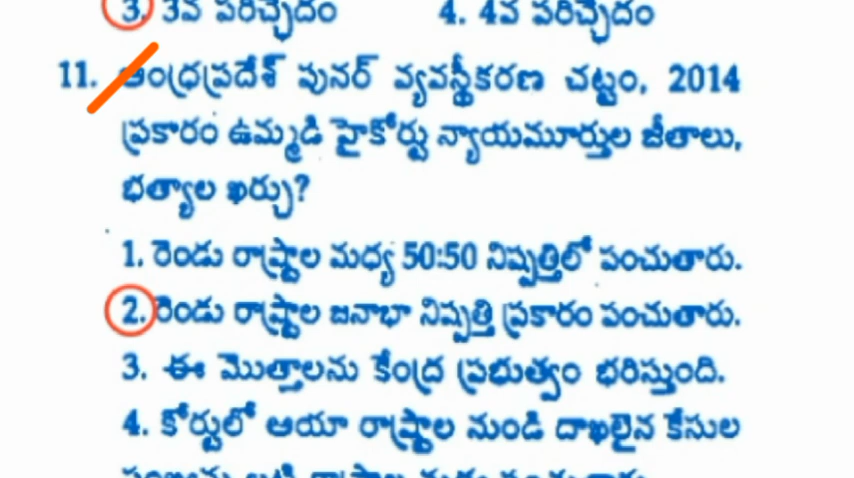 3. 3వ పరిచ్ఛేదం 4. 4వ పరిచ్ఛేదం
11. ఆంధ్రప్రదేశ్ పునర్ వ్యవస్థీకరణ చట్టం, 2014
ప్రకారం ఉమ్మడి హైకోర్టు న్యాయమూర్తుల జీతాలు,
భత్యాల ఖర్చు?
1. రెండు రాష్ట్రాల మధ్య 50:50 నిష్పత్తిలో పంచుతారు.
2. రెండు రాష్ట్రాల జనాభా నిష్పత్తి ప్రకారం పంచుతారు.
3. ఈ మొత్తాలను కేంద్ర ప్రభుత్వం భరిస్తుంది.
4. కోర్టులో ఆయా రాష్ట్రాల నుండి దాఖలైన కేసుల